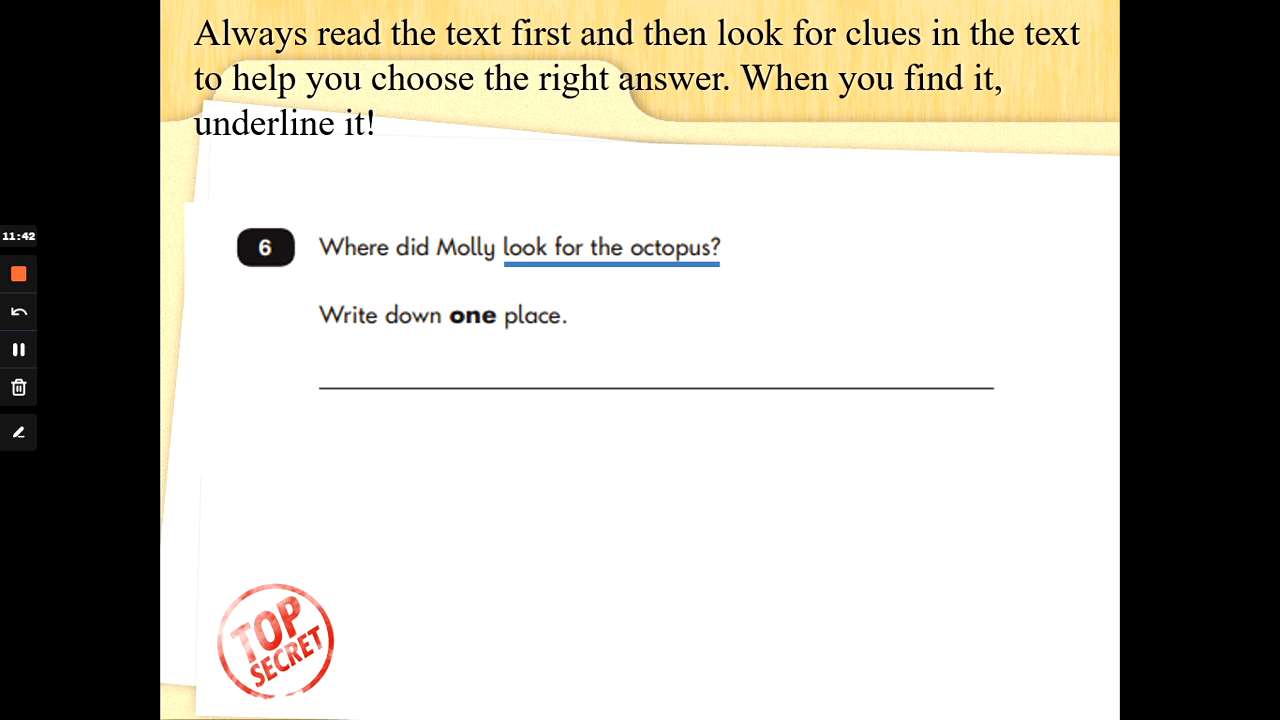 Always read the text first and then look for clues in the text
to help you choose the right answer. When you find it,
underline it!
11:42
6 Where did Molly look for the octopus?
Write down one place.
TOP
SECRET